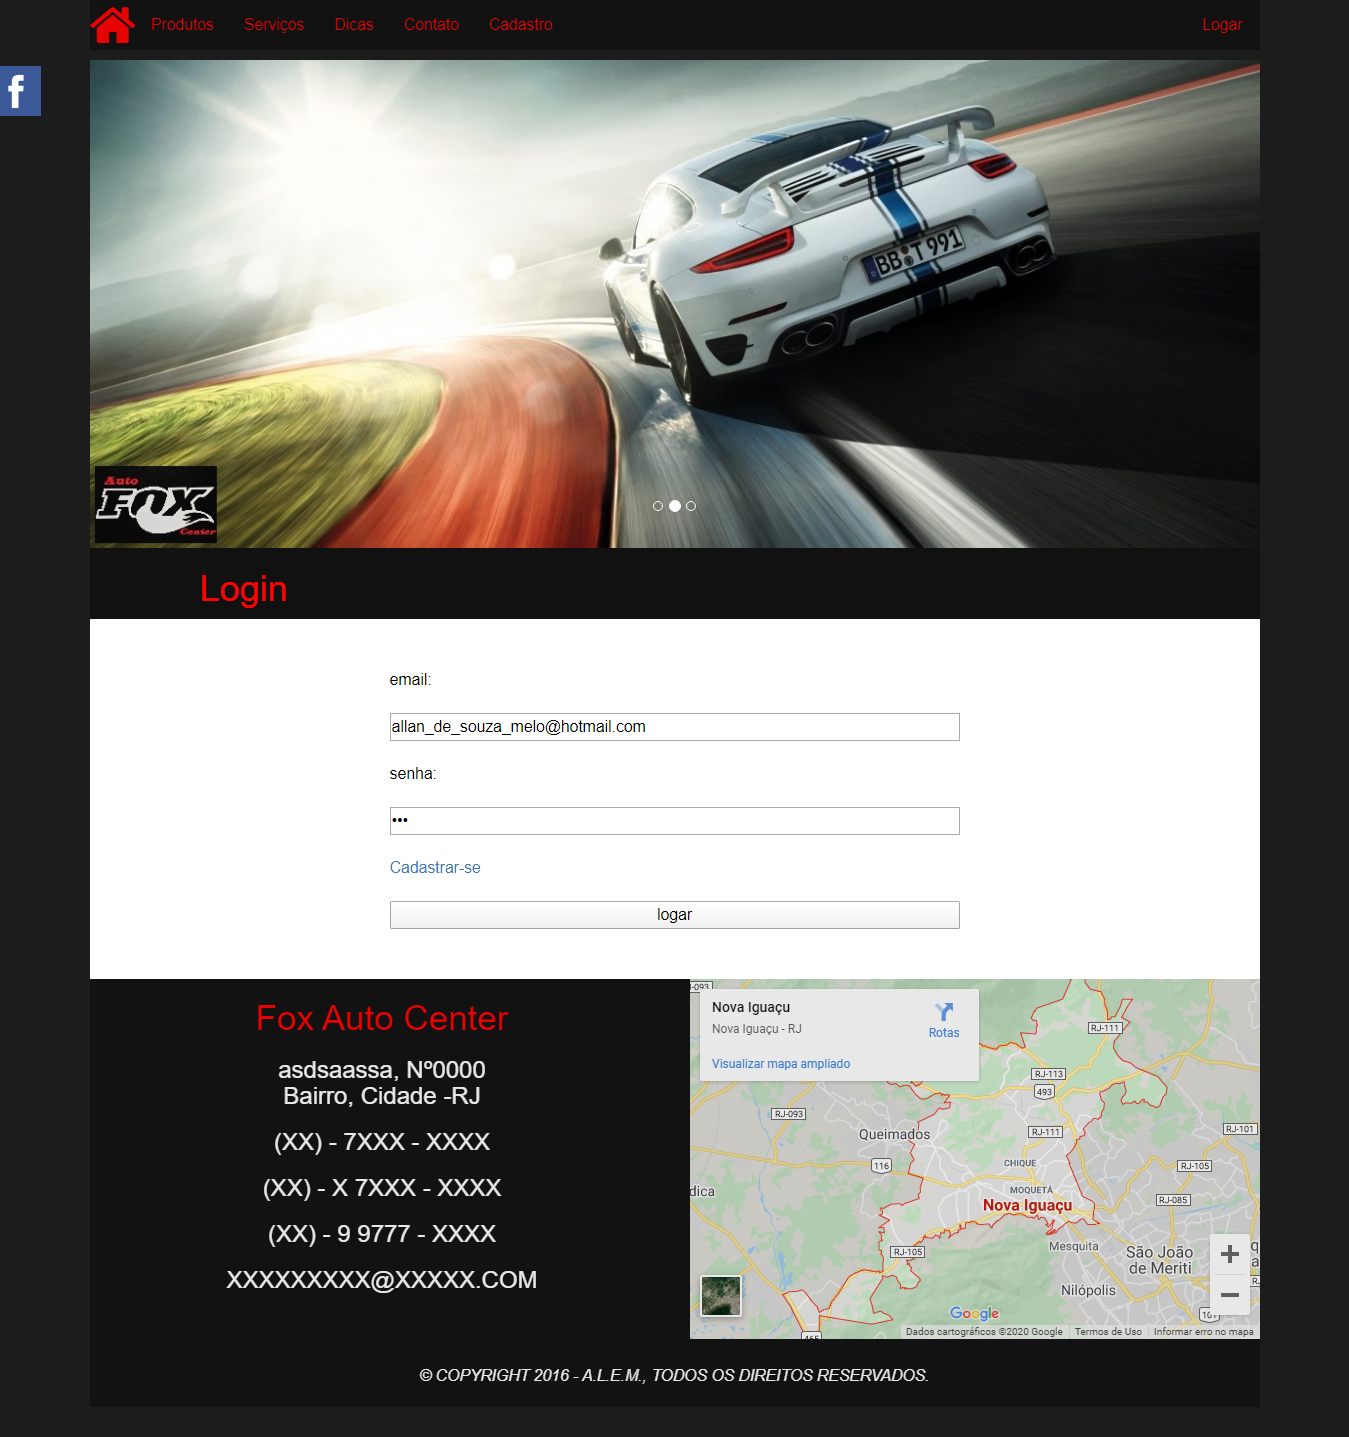 Produtos Serviços Dicas Contato Cadastro Logar
f
BB T 991
Auto
FOX
Center
Login
email:
allan_de_souza_melo@hotmail.com
senha:
•••
Cadastrar-se
logar
Fox Auto Center
asdsaassa, Nº0000
Bairro, Cidade -RJ
(XX) - 7XXX - XXXX
(XX) - X 7XXX - XXXX
(XX) - 9 9777 - XXXX
XXXXXXXXX@XXXXX.COM
Nova Iguaçu
Nova Iguaçu - RJ
Rotas
Visualizar mapa ampliado
RJ-093
RJ-111
RJ-113
493
RJ-093
RJ-111
RJ-101
Queimados
116
CHIQUE
RJ-105
dica
MOQUETÁ
RJ-085
Nova Iguaçu
RJ-105
Mesquita
São João
de Meriti
Nilópolis
101
465
Google
Dados cartográficos ©2020 Google Termos de Uso Informar erro no mapa
© COPYRIGHT 2016 - A.L.E.M., TODOS OS DIREITOS RESERVADOS.